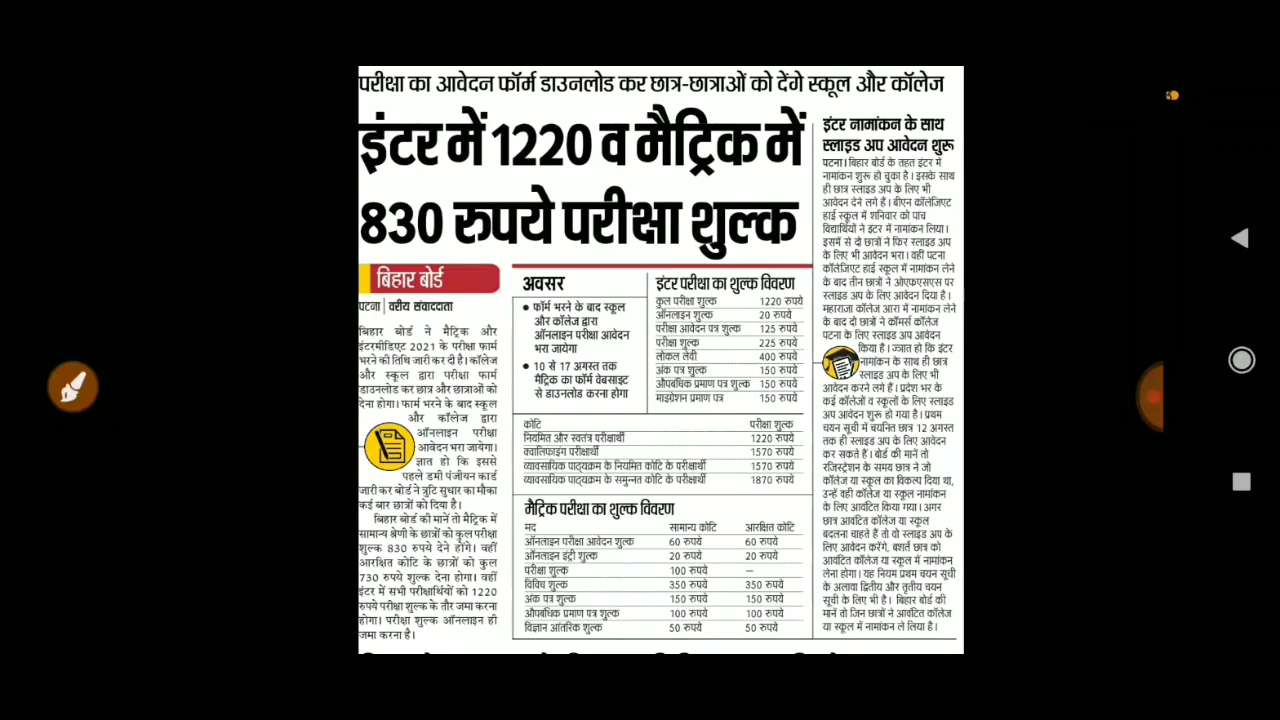 परीक्षा का आवेदन फॉर्म डाउनलोड कर छात्र-छात्राओं को देंगे स्कूल और कॉलेज
इंटर में 1220 व मैट्रिक में
830 रुपये परीक्षा शुल्क
बिहार बोर्ड
पटना | वरीय संवाददाता
बिहार बोर्ड ने मैट्रिक और
इंटरमीडिएट 2021 के परीक्षा फार्म
भरने की तिथि जारी कर दी है। कॉलेज
और स्कूल द्वारा परीक्षा फार्म
डाउनलोड कर छात्र और छात्राओं को
देना होगा। फार्म भरने के बाद स्कूल
और कॉलेज द्वारा
ऑनलाइन परीक्षा
आवेदन भरा जायेगा।
ज्ञात हो कि इससे
पहले डमी पंजीयन कार्ड
जारी कर बोर्ड ने त्रुटि सुधार का मौका
कई बार छात्रों को दिया है।
बिहार बोर्ड की मानें तो मैट्रिक में
सामान्य श्रेणी के छात्रों को कुल परीक्षा
शुल्क 830 रुपये देने होंगे। वहीं
आरक्षित कोटि के छात्रों को कुल
730 रुपये शुल्क देना होगा। वहीं
इंटर में सभी परीक्षार्थियों को 1220
रुपये परीक्षा शुल्क के तौर जमा करना
होगा। परीक्षा शुल्क ऑनलाइन ही
जमा करना है।
अवसर
● फॉर्म भरने के बाद स्कूल
और कॉलेज द्वारा
ऑनलाइन परीक्षा आवेदन
भरा जायेगा
● 10 से 17 अगस्त तक
मैट्रिक का फॉर्म वेबसाइट
से डाउनलोड करना होगा
इंटर परीक्षा का शुल्क विवरण
कुल परीक्षा शुल्क 1220 रुपये
ऑनलाइन शुल्क 20 रुपये
परीक्षा आवेदन पत्र शुल्क 125 रुपये
परीक्षा शुल्क 225 रुपये
लोकल लेवी 400 रुपये
अंक पत्र शुल्क 150 रुपये
औपबंधिक प्रमाण पत्र शुल्क 150 रुपये
माइग्रेशन प्रमाण पत्र 150 रुपये
कोटि परीक्षा शुल्क
नियमित और स्वतंत्र परीक्षार्थी 1220 रुपये
क्वालिफाइंग परीक्षार्थी 1570 रुपये
व्यावसायिक पाठ्यक्रम के नियमित कोटि के परीक्षार्थी 1570 रुपये
व्यावसायिक पाठ्यक्रम के समुन्नत कोटि के परीक्षार्थी 1870 रुपये
मैट्रिक परीक्षा का शुल्क विवरण
मद सामान्य कोटि आरक्षित कोटि
ऑनलाइन परीक्षा आवेदन शुल्क 60 रुपये 60 रुपये
ऑनलाइन इंट्री शुल्क 20 रुपये 20 रुपये
परीक्षा शुल्क 100 रुपये –
विविध शुल्क 350 रुपये 350 रुपये
अंक पत्र शुल्क 150 रुपये 150 रुपये
औपबंधिक प्रमाण पत्र शुल्क 100 रुपये 100 रुपये
विज्ञान आंतरिक शुल्क 50 रुपये 50 रुपये
इंटर नामांकन के साथ
स्लाइड अप आवेदन शुरू
पटना। बिहार बोर्ड के तहत इंटर में
नामांकन शुरू हो चुका है। इसके साथ
ही छात्र स्लाइड अप के लिए भी
आवेदन देने लगे हैं। बीएन कॉलेजिएट
हाई स्कूल में शनिवार को पांच
विद्यार्थियों ने इंटर में नामांकन लिया।
इसमें से दो छात्रों ने फिर स्लाइड अप
के लिए भी आवेदन भरा। वहीं पटना
कॉलेजिएट हाई स्कूल में नामांकन लेने
के बाद तीन छात्रों ने ओएफएसएस पर
स्लाइड अप के लिए आवेदन दिया है।
महाराजा कॉलेज आरा में नामांकन लेने
के बाद दो छात्रों ने कॉमर्स कॉलेज
पटना के लिए स्लाइड अप आवेदन
किया है। ज्ञात हो कि इंटर
नामांकन के साथ ही छात्र
स्लाइड अप के लिए भी
आवेदन करने लगे हैं। प्रदेश भर के
कई कॉलेजों व स्कूलों के लिए स्लाइड
अप आवेदन शुरू हो गया है। प्रथम
चयन सूची में चयनित छात्र 12 अगस्त
तक ही स्लाइड अप के लिए आवेदन
कर सकते हैं। बोर्ड की मानें तो
रजिस्ट्रेशन के समय छात्र ने जो
कॉलेज या स्कूल का विकल्प दिया था,
उन्हें वही कॉलेज या स्कूल नामांकन
के लिए आवंटित किया गया। अगर
छात्र आवंटित कॉलेज या स्कूल
बदलना चाहते हैं तो वो स्लाइड अप के
लिए आवेदन करेंगे, बशर्ते छात्र को
आवंटित कॉलेज या स्कूल में नामांकन
लेना होगा। यह नियम प्रथम चयन सूची
के अलावा द्वितीय और तृतीय चयन
सूची के लिए भी है। बिहार बोर्ड की
मानें तो जिन छात्रों ने आवंटित कॉलेज
या स्कूल में नामांकन ले लिया है।